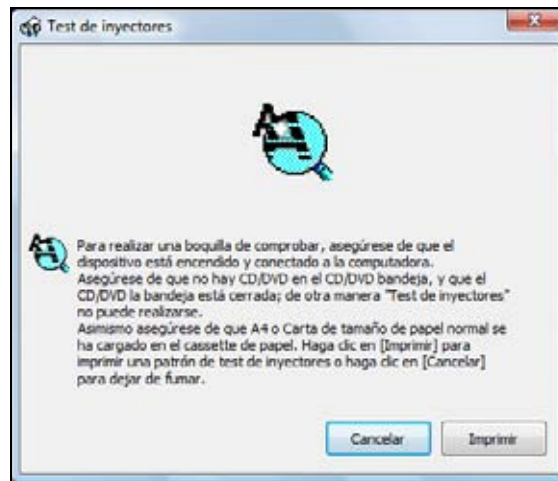 Test de inyectores
Para realizar una boquilla de comprobar, asegúrese de que el
dispositivo está encendido y conectado a la computadora.
Asegúrese de que no hay CD/DVD en el CD/DVD bandeja, y que el
CD/DVD la bandeja está cerrada; de otra manera "Test de inyectores"
no puede realizarse.
Asimismo asegúrese de que A4 o Carta de tamaño de papel normal se
ha cargado en el cassette de papel. Haga clic en [Imprimir] para
imprimir una patrón de test de inyectores o haga clic en [Cancelar]
para dejar de fumar.
Cancelar Imprimir